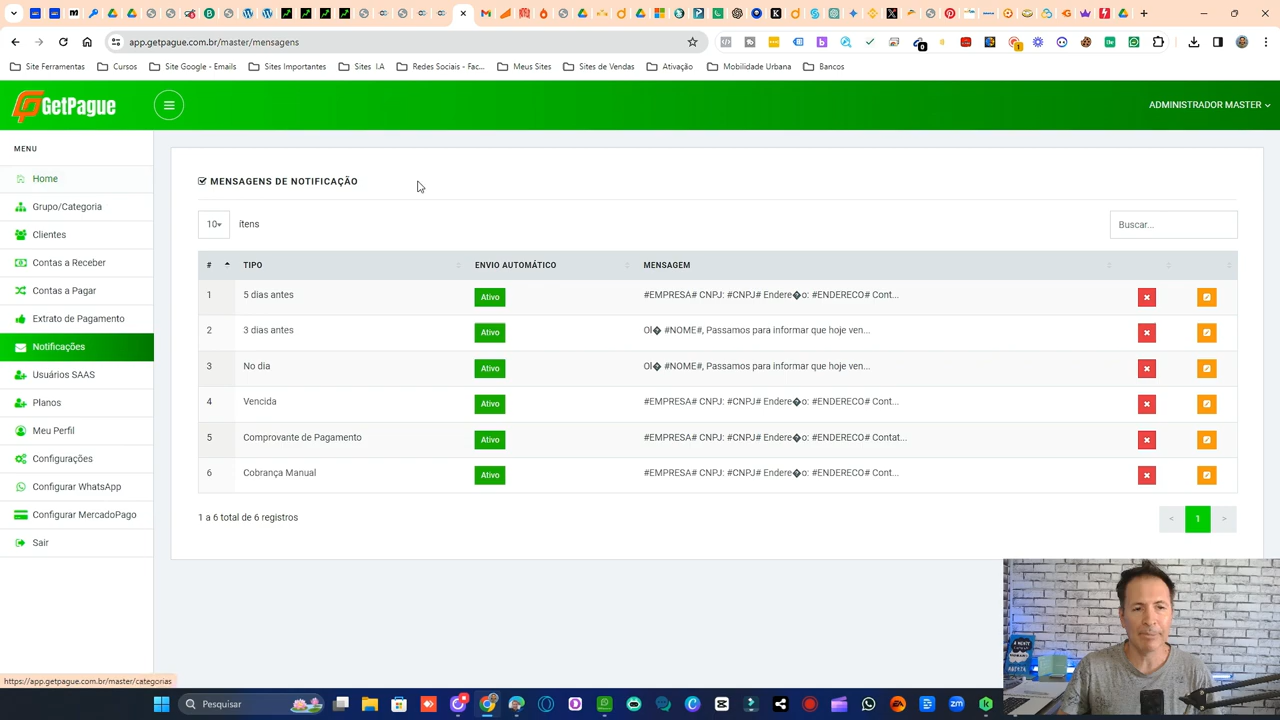 app.getpague.com.br/master/mensagens
Site Ferramentas
Cursos
Site Google - Emails
Sites Importantes
Sites I.A
Redes Sociais - Fac...
Meus Sites
Sites de Vendas
Ativação
Mobilidade Urbana
Bancos
GetPague
ADMINISTRADOR MASTER
MENU
Home
Grupo/Categoria
Clientes
Contas a Receber
Contas a Pagar
Extrato de Pagamento
Notificações
Usuários SAAS
Planos
Meu Perfil
Configurações
Configurar WhatsApp
Configurar MercadoPago
Sair
MENSAGENS DE NOTIFICAÇÃO
10 ítens
Buscar...
# TIPO ENVIO AUTOMÁTICO MENSAGEM
1 5 dias antes Ativo #EMPRESA# CNPJ: #CNPJ# Endere�o: #ENDERECO# Cont...
2 3 dias antes Ativo Ol� #NOME#, Passamos para informar que hoje ven...
3 No dia Ativo Ol� #NOME#, Passamos para informar que hoje ven...
4 Vencida Ativo #EMPRESA# CNPJ: #CNPJ# Endere�o: #ENDERECO# Cont...
5 Comprovante de Pagamento Ativo #EMPRESA# CNPJ: #CNPJ# Endere�o: #ENDERECO# Contat...
6 Cobrança Manual Ativo #EMPRESA# CNPJ: #CNPJ# Endere�o: #ENDERECO# Cont...
1 a 6 total de 6 registros
< 1 >
https://app.getpague.com.br/master/categorias
Pesquisar